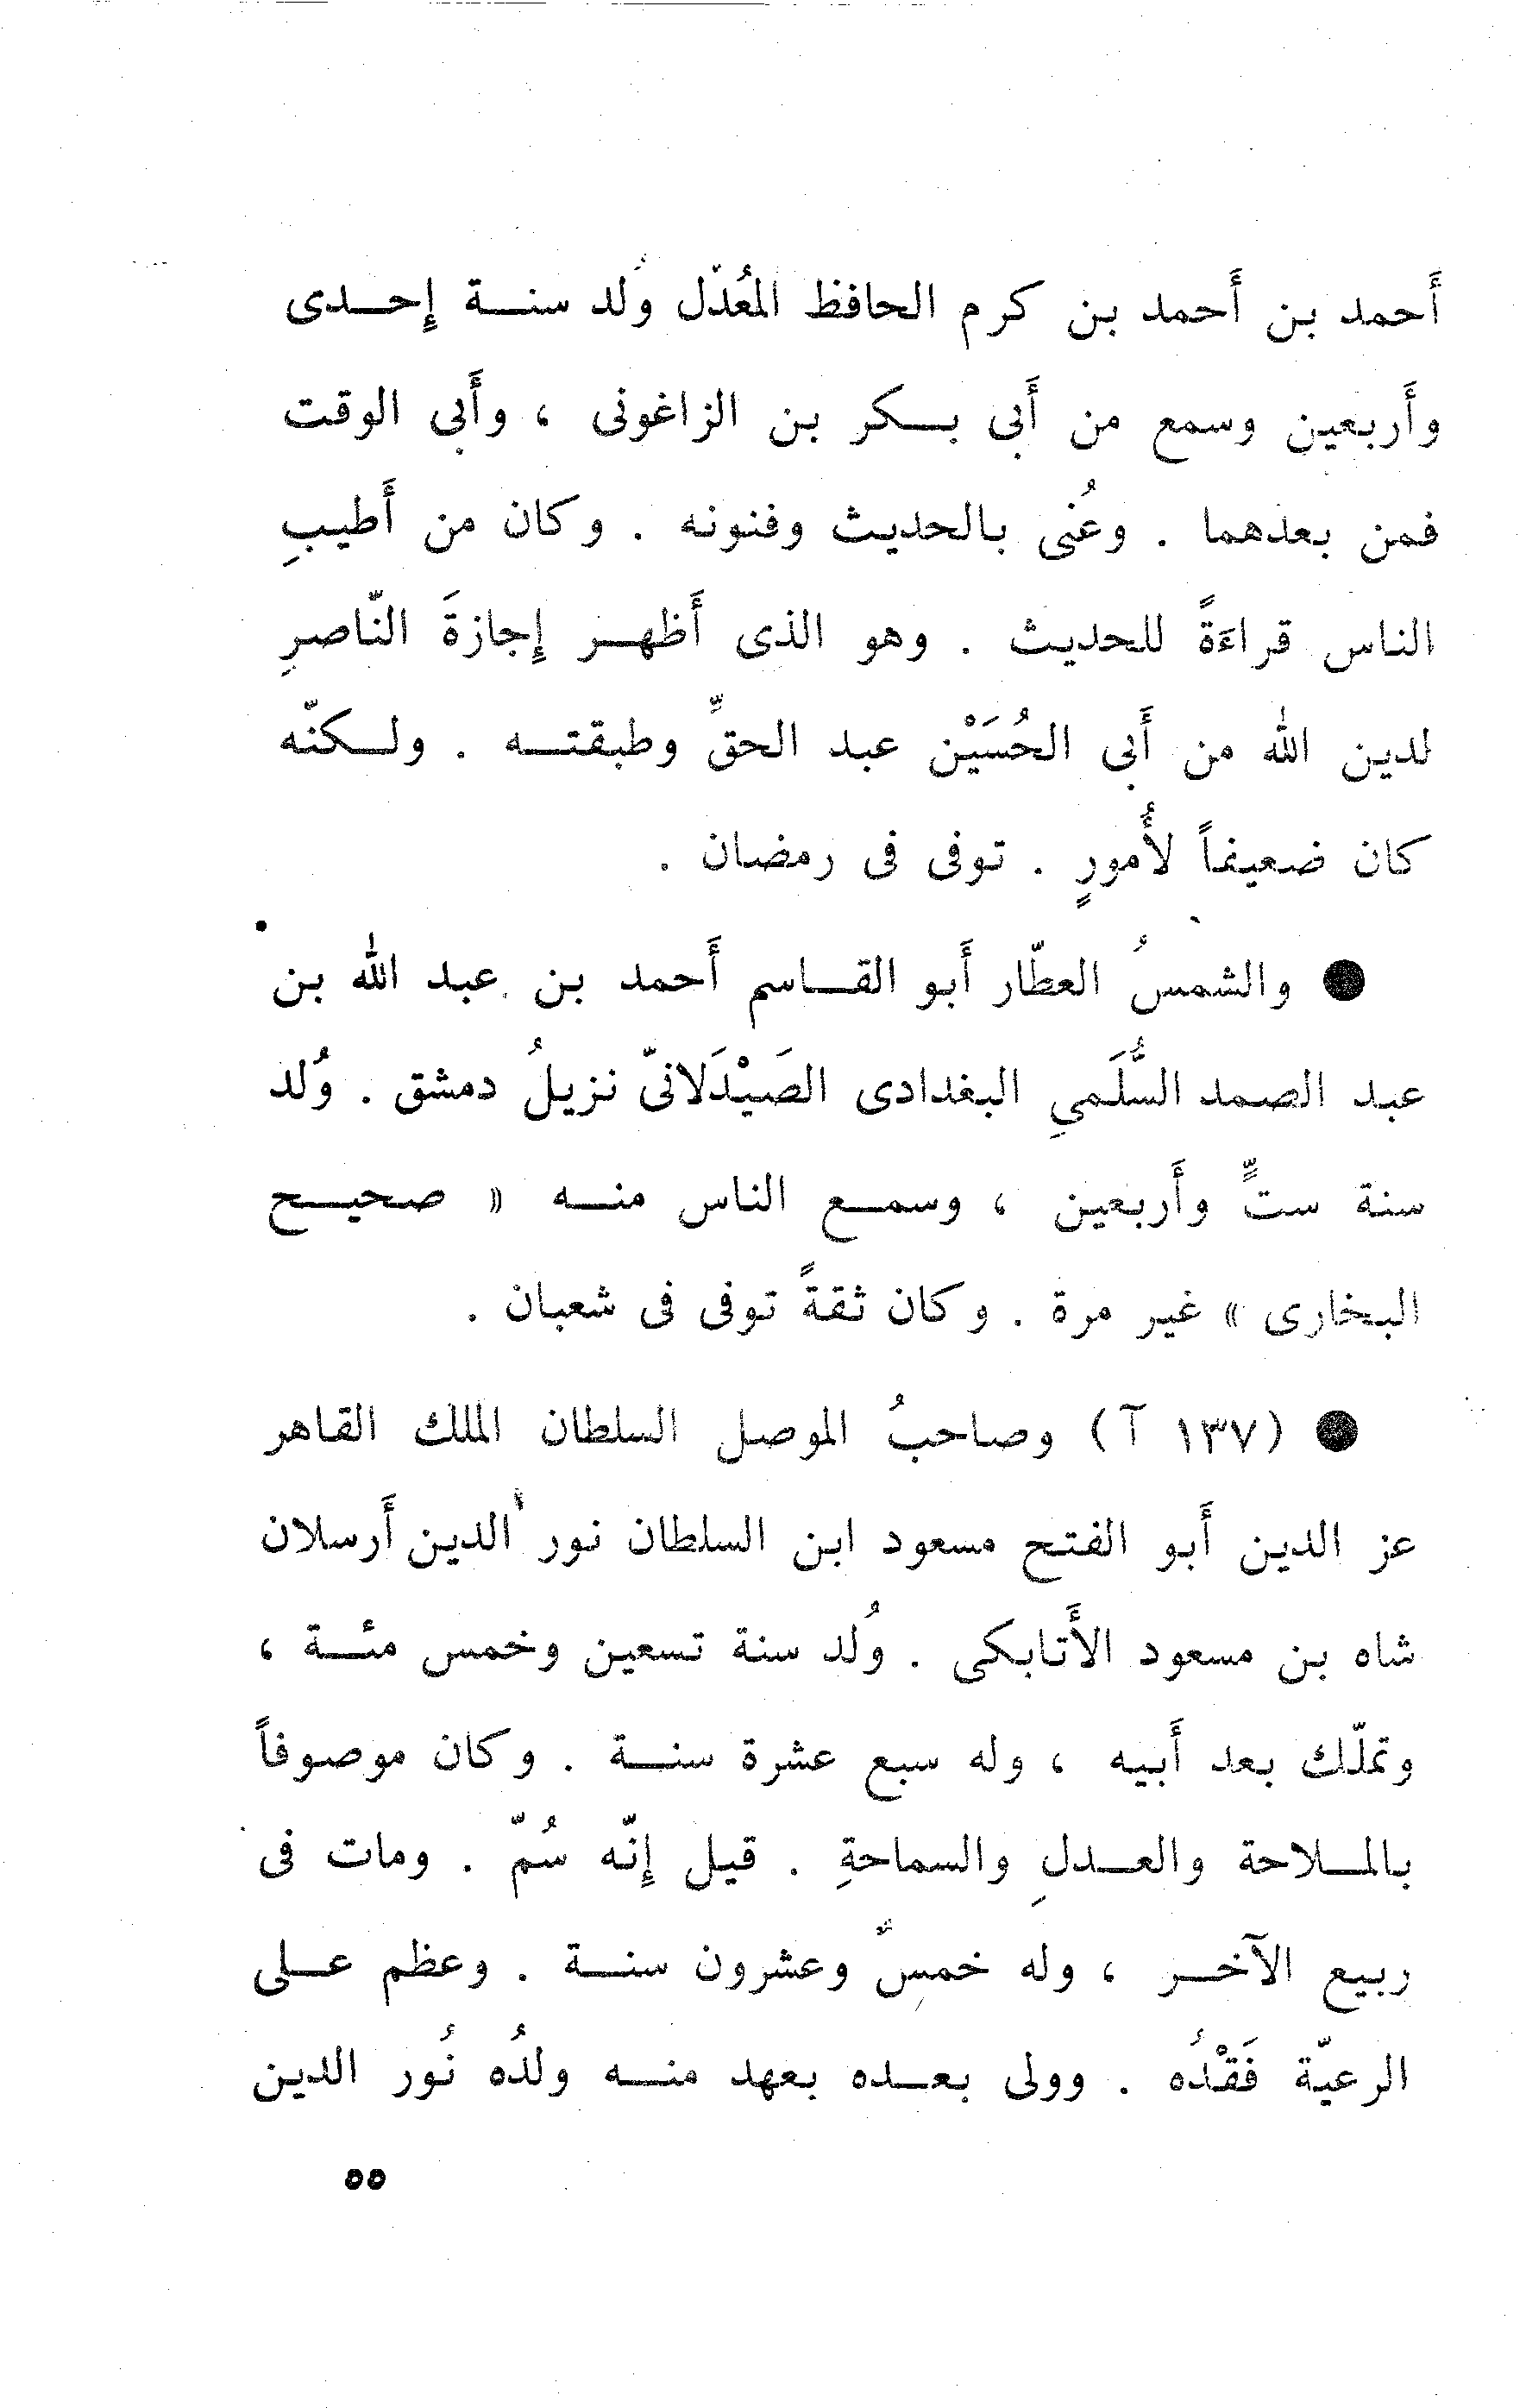 أَحمد بن أَحمد بن كرم الحافظ المُعدّل وُلد سنة إِحدى
وأَربعين وسمع من أَبى بكر بن الزاغونى ، وأَبى الوقت
فمن بعدهما . وعُنى بالحديث وفنونه . وكان من أَطيبِ
الناس قراءَةً للحديث . وهو الذى أَظهر إِجازةَ النّاصرِ
لدين الله من أَبى الحُسَيْن عبد الحقِّ وطبقته . ولكنّه
كان ضعيفاً لأُمورٍ . توفى فى رمضان .
● والشمسُ العطّار أَبو القاسم أَحمد بن عبد الله بن
عبد الصمد السُّلَمىِ البغدادى الصَيْدَلانىّ نزيلُ دمشق . وُلد
سنة ستٍّ وأَربعين ، وسمع الناس منه « صحيح
البخارى » غير مرة . وكان ثقةً توفى فى شعبان .
● (١٣٧ آ) وصاحبُ الموصل السلطان الملك القاهر
عز الدين أَبو الفتح مسعود ابن السلطان نور الدين أَرسلان
شاه بن مسعود الأَتابكى . وُلد سنة تسعين وخمس مئة ،
وتملّك بعد أَبيه ، وله سبع عشرة سنة . وكان موصوفاً
بالملاحة والعدلِ والسماحةِ . قيل إِنّه سُمّ . ومات فى
ربيع الآخر ، وله خمسٌ وعشرون سنة . وعظم على
الرعيّة فَقْدُه . وولى بعده بعهد منه ولدُه نُور الدين
٥٥